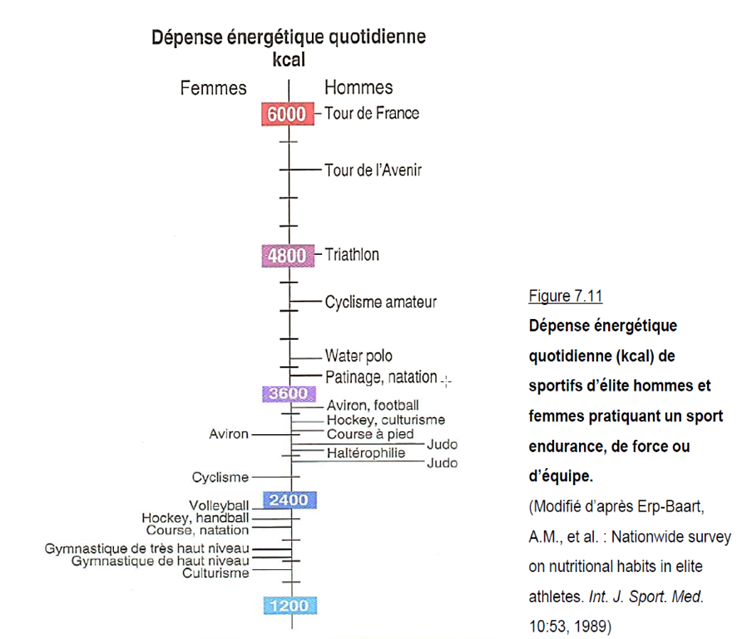 Dépense énergétique quotidienne
kcal
Femmes
Hommes
6000
Tour de France
Tour de l'Avenir
4800
Triathlon
Cyclisme amateur
Water polo
Patinage, natation
3600
Aviron, football
Hockey, culturisme
Aviron
Course à pied
Judo
Haltérophilie
Judo
Cyclisme
2400
Volleyball
Hockey, handball
Course, natation
Gymnastique de très haut niveau
Gymnastique de haut niveau
Culturisme
1200
Figure 7.11
Dépense énergétique
quotidienne (kcal) de
sportifs d'élite hommes et
femmes pratiquant un sport
endurance, de force ou
d'équipe.
(Modifié d'après Erp-Baart,
A.M., et al. : Nationwide survey
on nutritional habits in elite
athletes. Int. J. Sport. Med.
10:53, 1989)